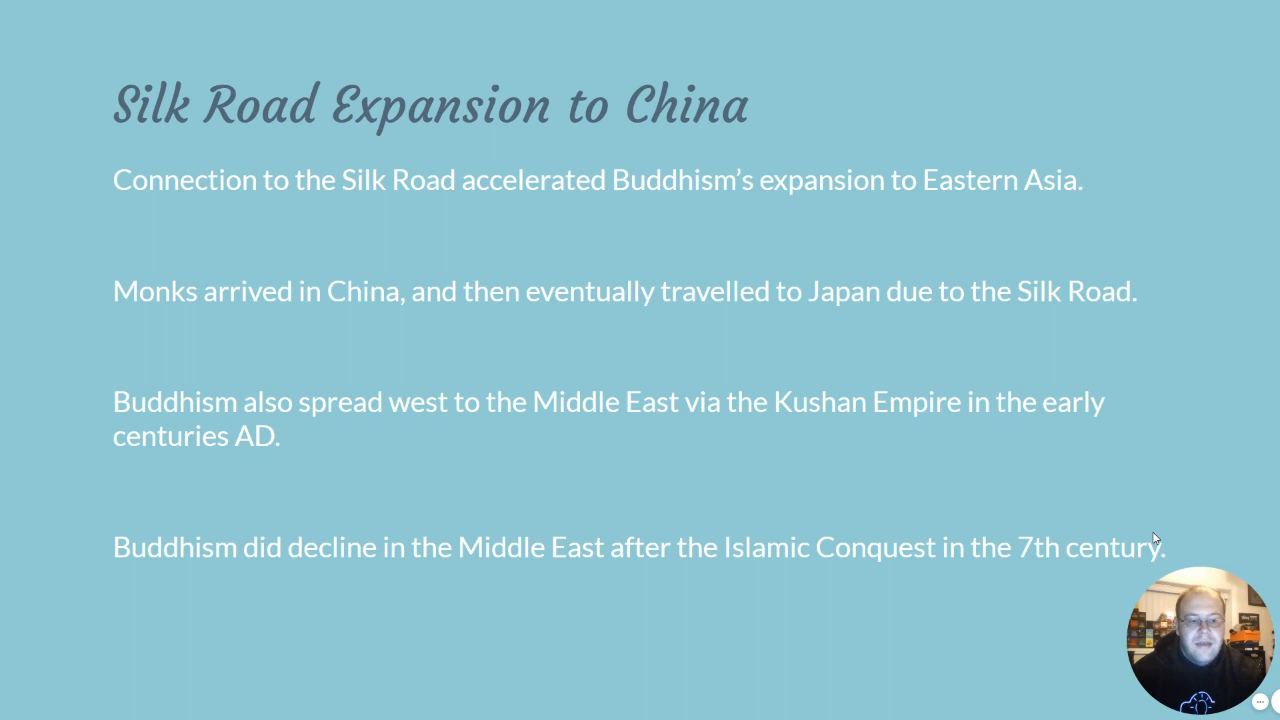 Silk Road Expansion to China
Connection to the Silk Road accelerated Buddhism’s expansion to Eastern Asia.
Monks arrived in China, and then eventually travelled to Japan due to the Silk Road.
Buddhism also spread west to the Middle East via the Kushan Empire in the early
centuries AD.
Buddhism did decline in the Middle East after the Islamic Conquest in the 7th century.